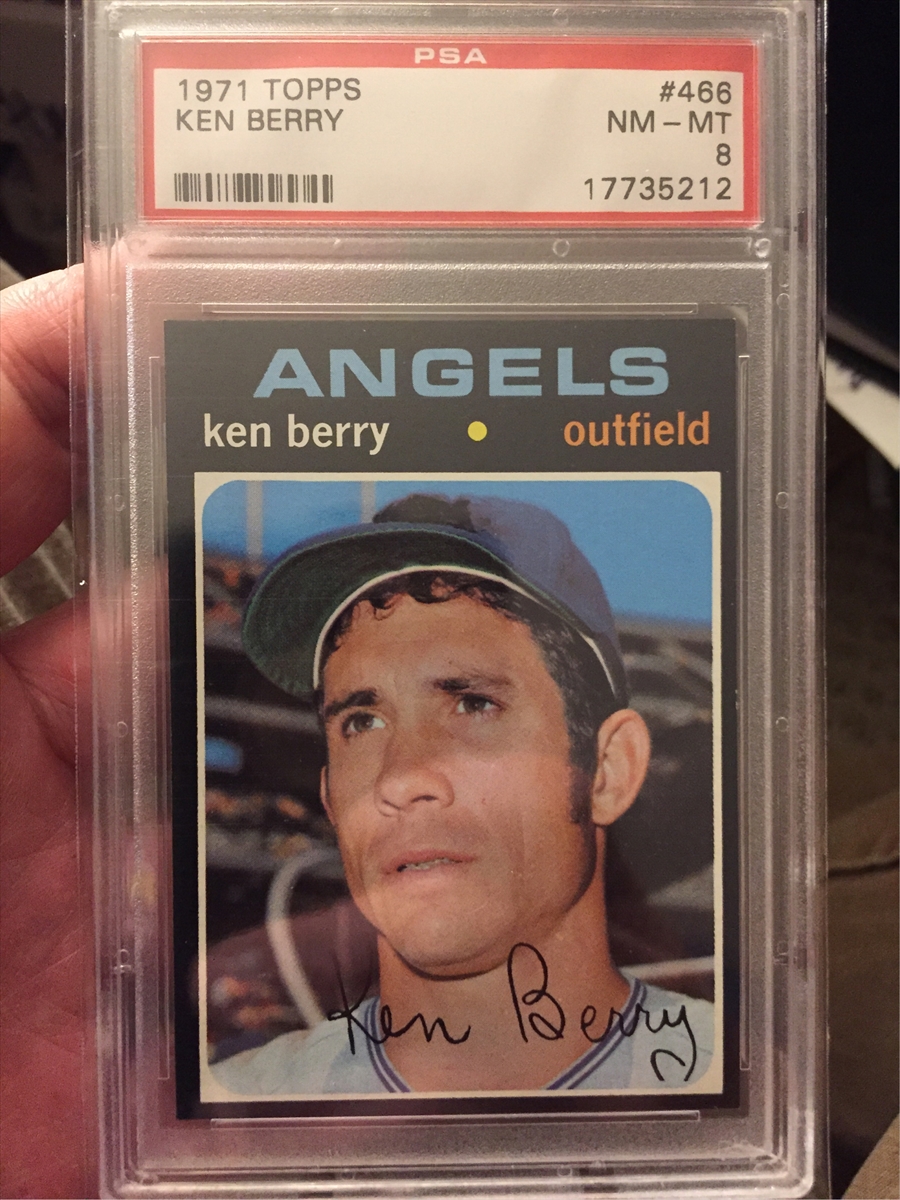 PSA
1971 TOPPS #466
KEN BERRY NM - MT
8
17735212
ANGELS
ken berry outfield
Ken Berry